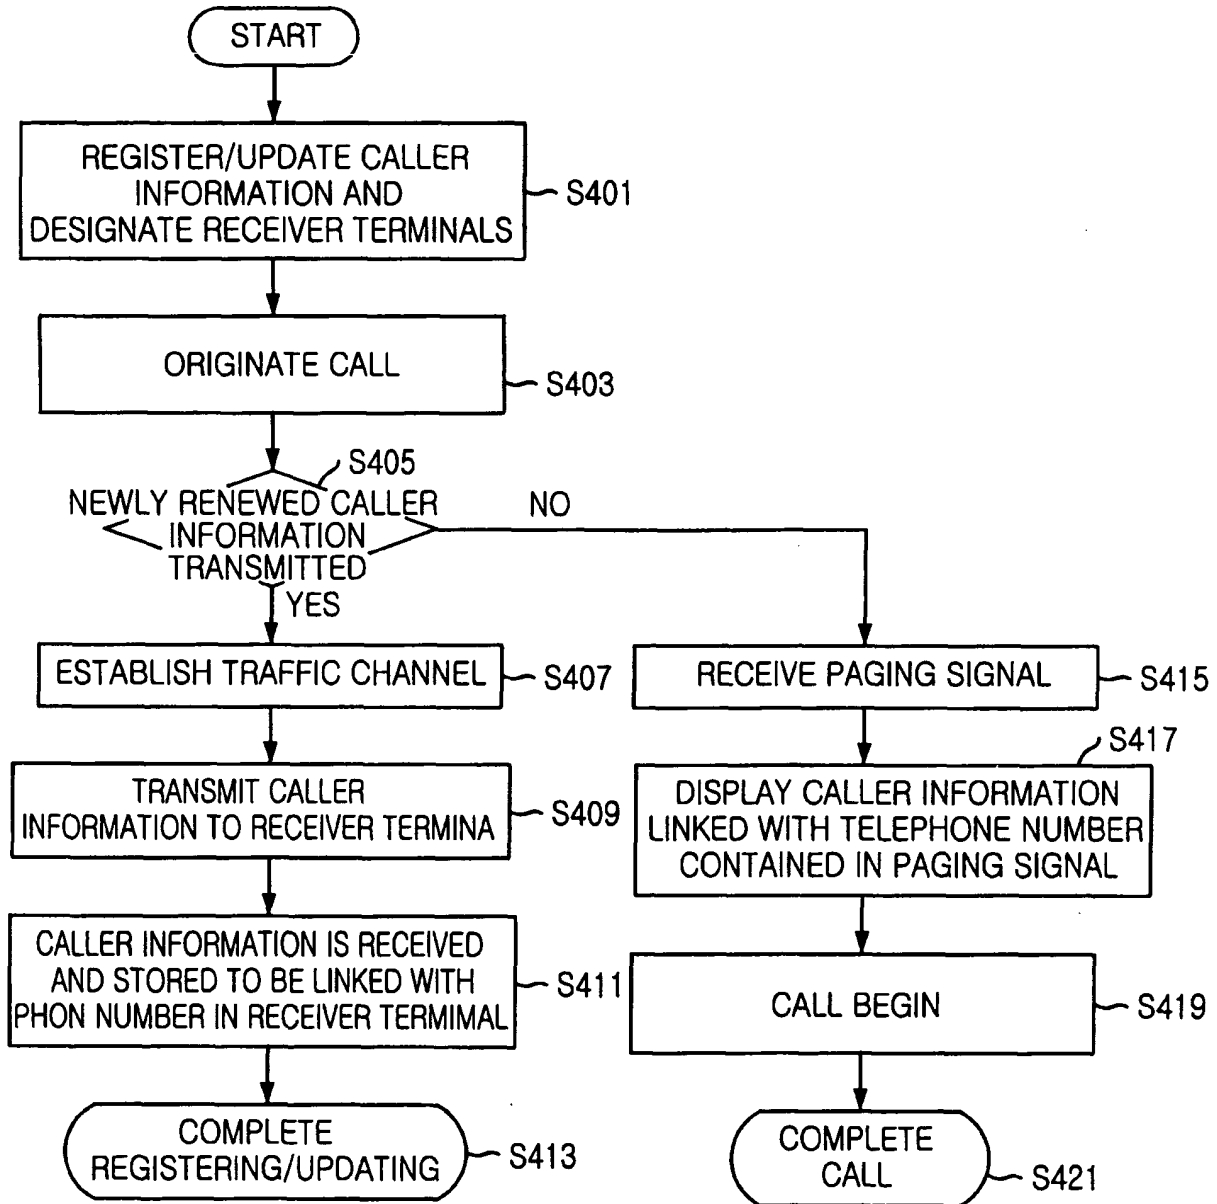 START
REGISTER/UPDATE CALLER
INFORMATION AND
DESIGNATE RECEIVER TERMINALS
S401
ORIGINATE CALL
S403
S405
NEWLY RENEWED CALLER
INFORMATION
TRANSMITTED
NO
YES
ESTABLISH TRAFFIC CHANNEL
S407
TRANSMIT CALLER
INFORMATION TO RECEIVER TERMINA
S409
CALLER INFORMATION IS RECEIVED
AND STORED TO BE LINKED WITH
PHON NUMBER IN RECEIVER TERMIMAL
S411
COMPLETE
REGISTERING/UPDATING
S413
RECEIVE PAGING SIGNAL
S415
S417
DISPLAY CALLER INFORMATION
LINKED WITH TELEPHONE NUMBER
CONTAINED IN PAGING SIGNAL
CALL BEGIN
S419
COMPLETE
CALL
S421